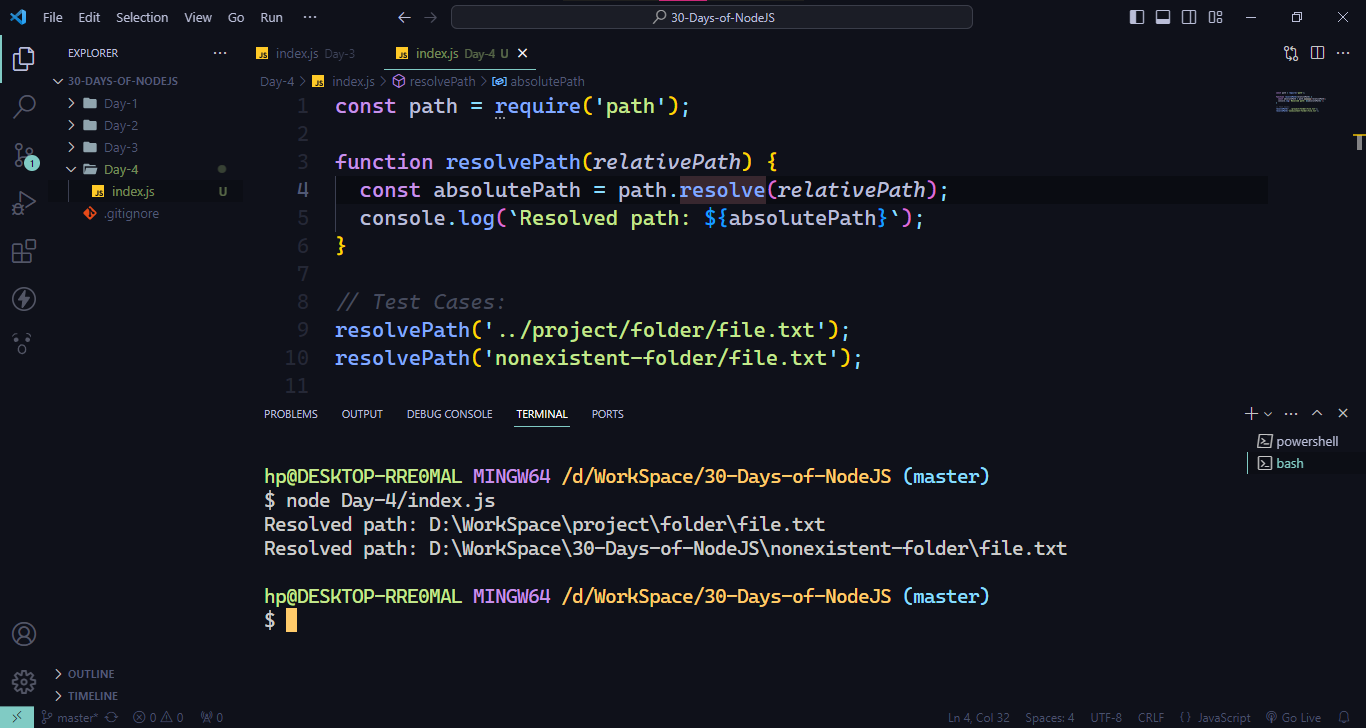 File Edit Selection View Go Run ··· 30-Days-of-NodeJS
EXPLORER ···
30-DAYS-OF-NODEJS
Day-1
Day-2
Day-3
Day-4
JS index.js U
.gitignore
OUTLINE
TIMELINE
JS index.js Day-3 JS index.js Day-4 U
Day-4 > JS index.js > resolvePath > absolutePath
1 const path = require('path');
2
3 function resolvePath(relativePath) {
4 const absolutePath = path.resolve(relativePath);
5 console.log(`Resolved path: ${absolutePath}`);
6 }
7
8 // Test Cases:
9 resolvePath('../project/folder/file.txt');
10 resolvePath('nonexistent-folder/file.txt');
11
PROBLEMS OUTPUT DEBUG CONSOLE TERMINAL PORTS
hp@DESKTOP-RRE0MAL MINGW64 /d/WorkSpace/30-Days-of-NodeJS (master)
$ node Day-4/index.js
Resolved path: D:\WorkSpace\project\folder\file.txt
Resolved path: D:\WorkSpace\30-Days-of-NodeJS\nonexistent-folder\file.txt
hp@DESKTOP-RRE0MAL MINGW64 /d/WorkSpace/30-Days-of-NodeJS (master)
$
powershell
bash
1
master* 0 0 0 Ln 4, Col 32 Spaces: 4 UTF-8 CRLF {} JavaScript Go Live